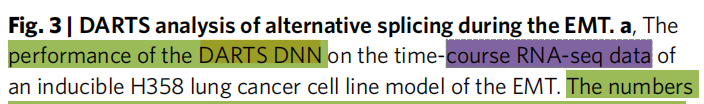 Fig. 3 | DARTS analysis of alternative splicing during the EMT. a, The
performance of the DARTS DNN on the time-course RNA-seq data of
an inducible H358 lung cancer cell line model of the EMT. The numbers